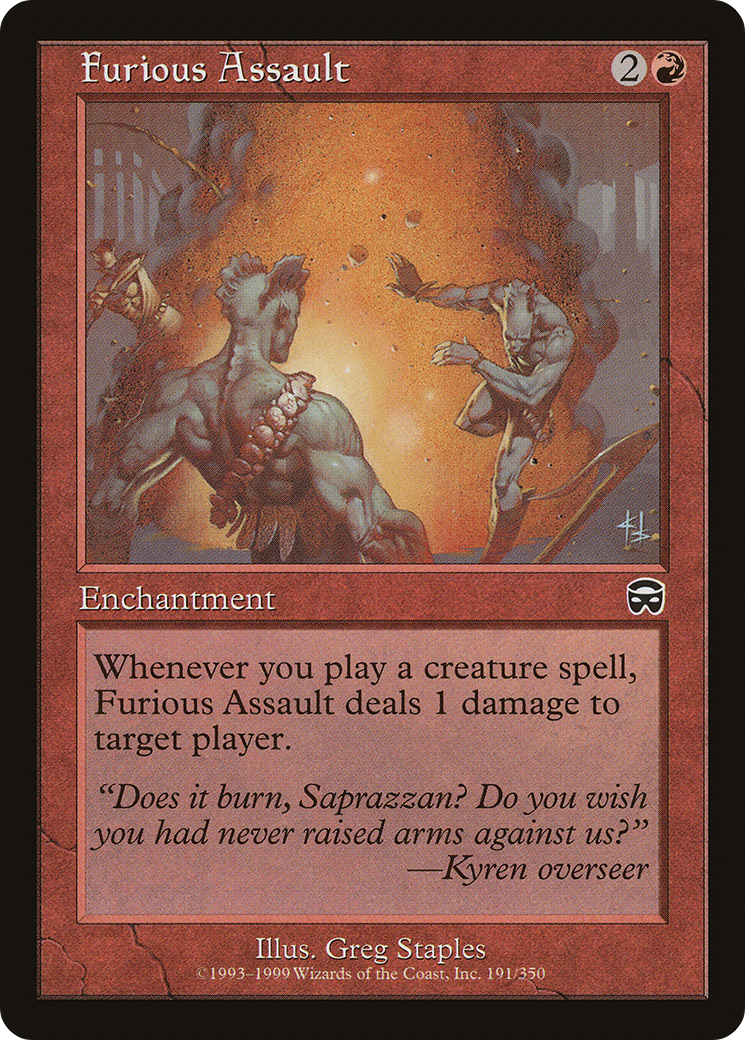 Furious Assault 2
Enchantment
Whenever you play a creature spell,
Furious Assault deals 1 damage to
target player.
“Does it burn, Saprazzan? Do you wish
you had never raised arms against us?”
—Kyren overseer
Illus. Greg Staples
©1993–1999 Wizards of the Coast, Inc. 191/350